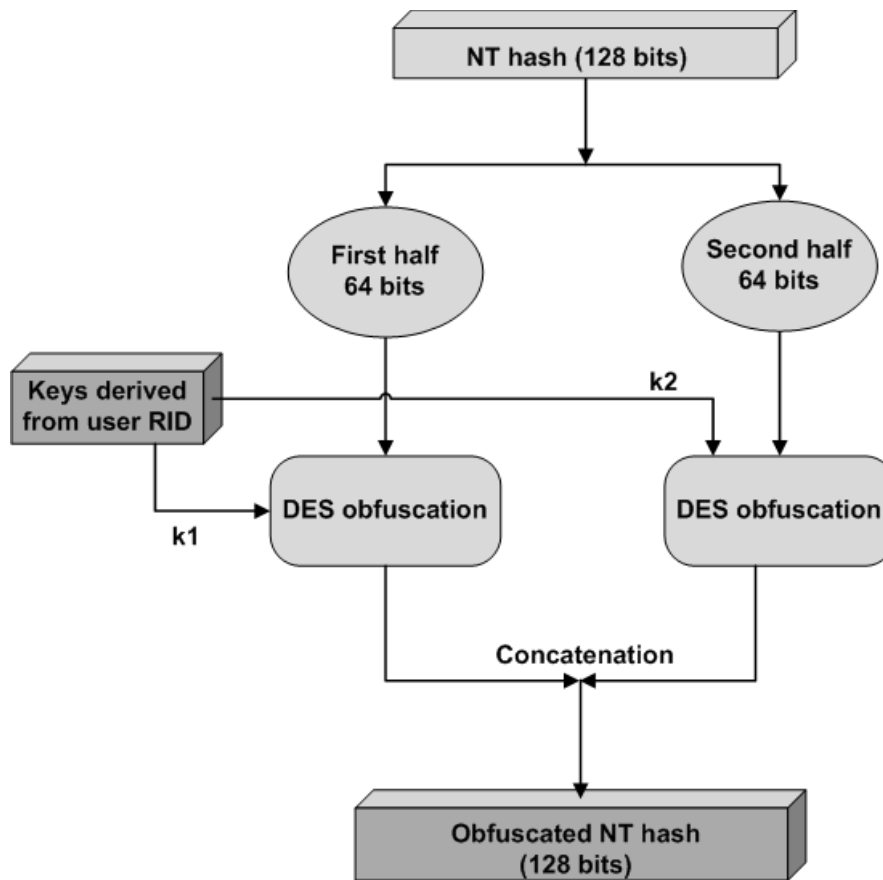 NT hash (128 bits)
First half
64 bits
Second half
64 bits
Keys derived
from user RID
k2
k1
DES obfuscation
DES obfuscation
Concatenation
Obfuscated NT hash
(128 bits)